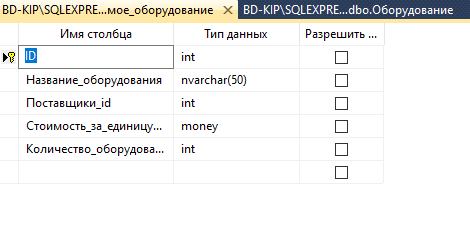 BD-KIP\SQLEXPRE...мое_оборудование BD-KIP\SQLEXPRE...dbo.Оборудование
Имя столбца Тип данных Разрешить ...
ID int
Название_оборудования nvarchar(50)
Поставщики_id int
Стоимость_за_единицу... money
Количество_оборудова... int